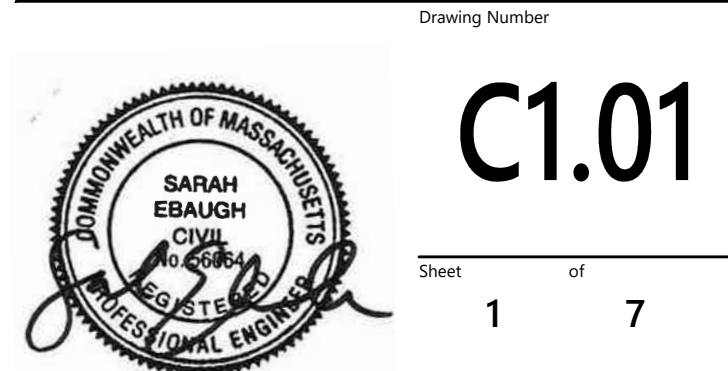 Drawing Number
C1.01
COMMONWEALTH OF MASSACHUSETTS
SARAH
EBAUGH
CIVIL
No. 56064
REGISTERED
PROFESSIONAL ENGINEER
Sheet of
1 7